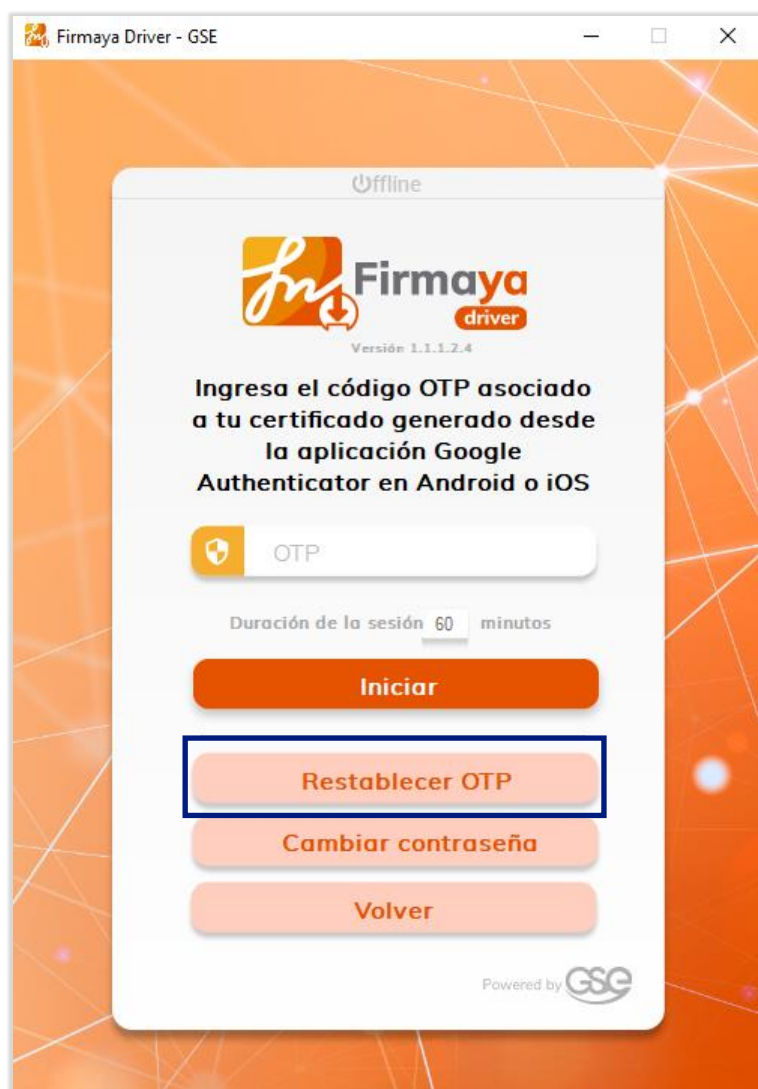 Firmaya Driver - GSE
Offline
Firmaya
driver
Versión 1.1.1.2.4
Ingresa el código OTP asociado
a tu certificado generado desde
la aplicación Google
Authenticator en Android o iOS
OTP
Duración de la sesión 60 minutos
Iniciar
Restablecer OTP
Cambiar contraseña
Volver
Powered by GSE